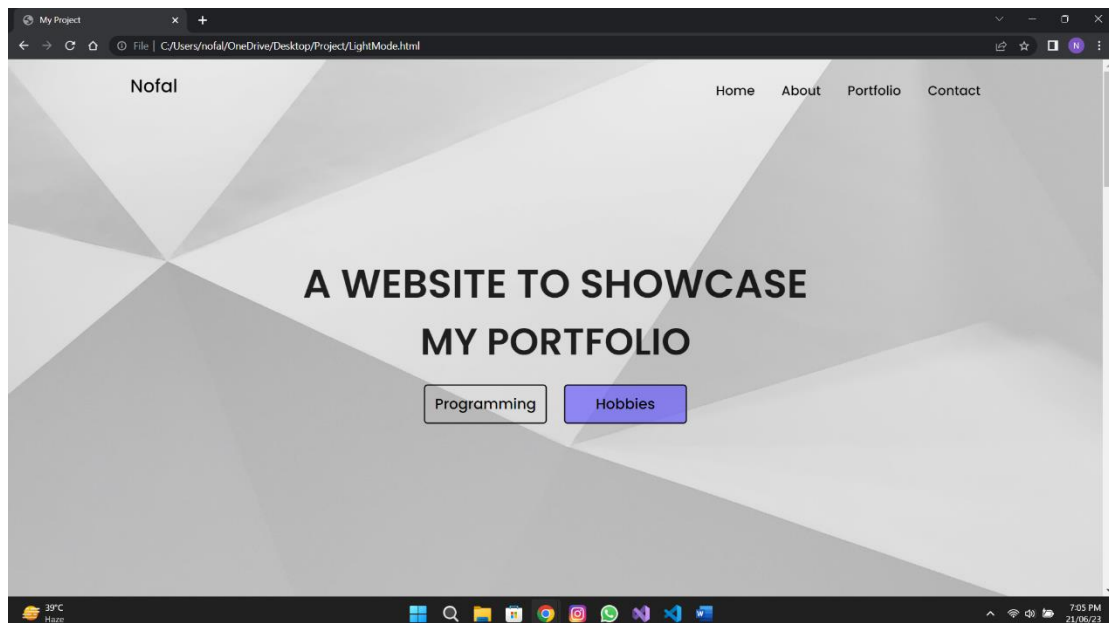 My Project
File | C:/Users/nofal/OneDrive/Desktop/Project/LightMode.html
N
Nofal
Home About Portfolio Contact
A WEBSITE TO SHOWCASE
MY PORTFOLIO
Programming Hobbies
39°C
Haze
7:05 PM
21/06/23